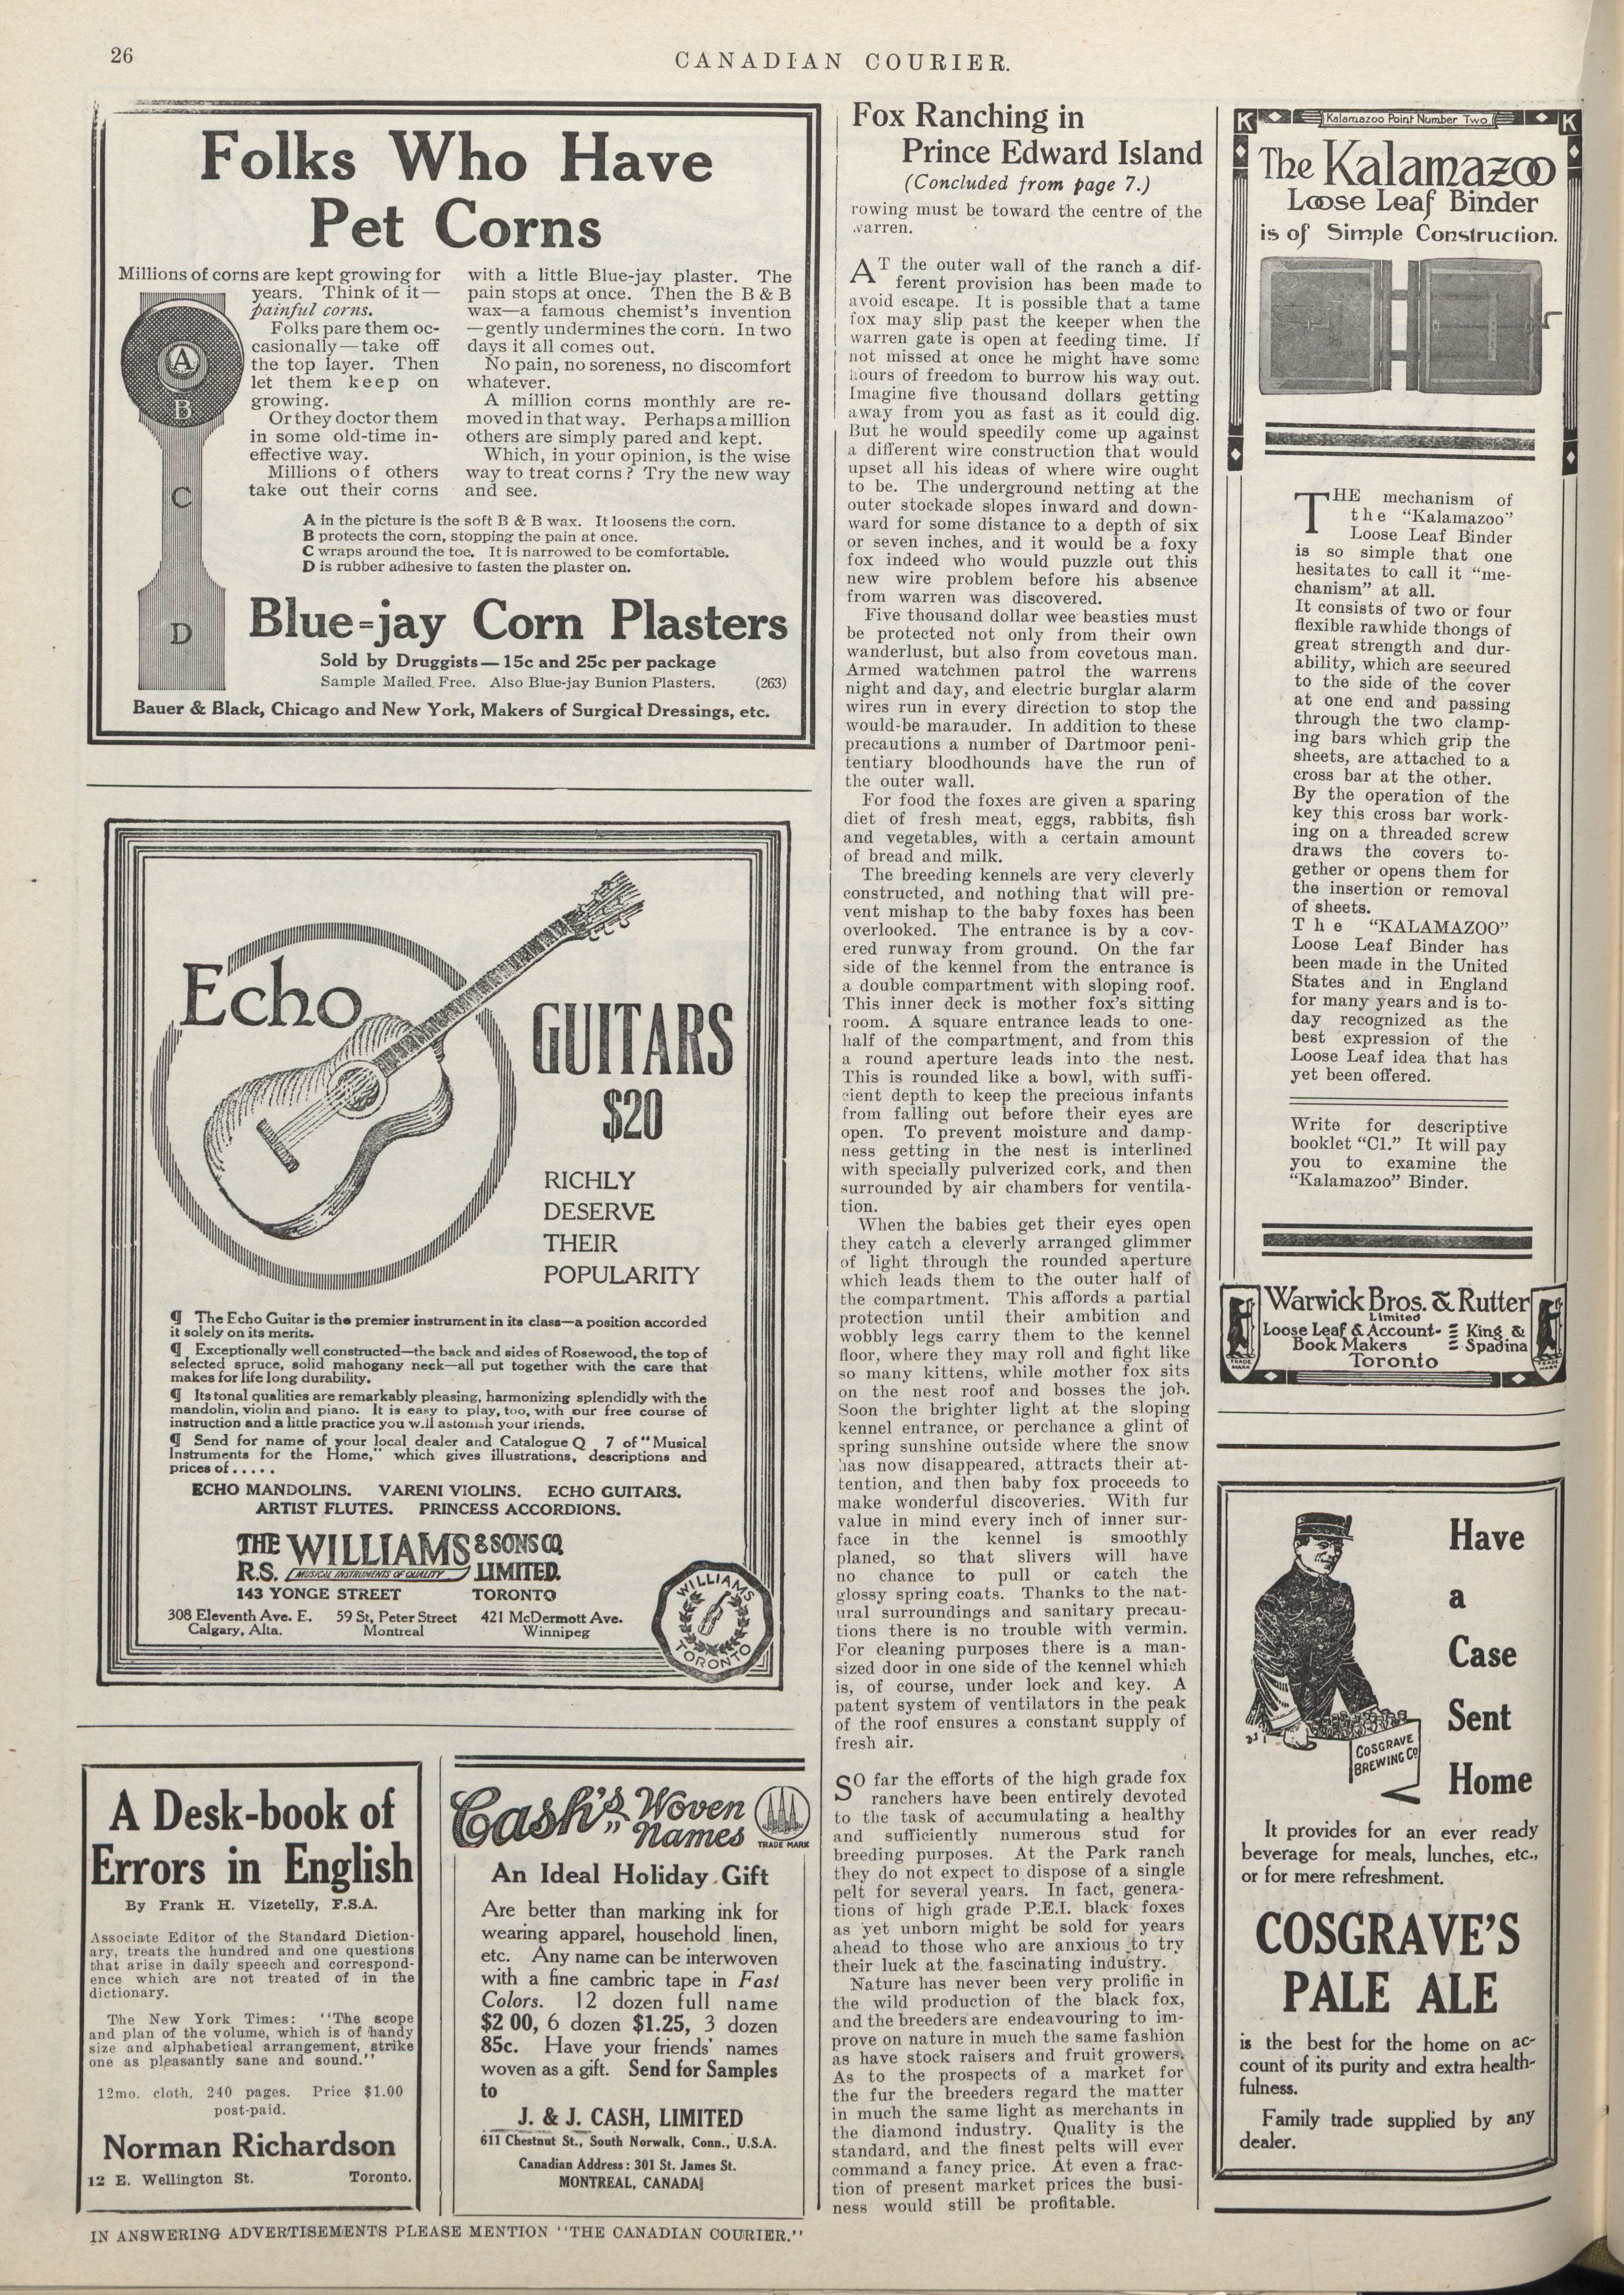 26
CANADIAN COURIER.
Folks Who Have
Pet Corns
Millions of corns are kept growing for
years. Think of it—
painful corns.
Folks pare them oc-
casionally—take off
the top layer. Then
let them keep on
growing.
Or they doctor them
in some old-time in-
effective way.
Millions of others
take out their corns
with a little Blue-jay plaster. The
pain stops at once. Then the B & B
wax—a famous chemist's invention
—gently undermines the corn. In two
days it all comes out.
No pain, no soreness, no discomfort
whatever.
A million corns monthly are re-
moved in that way. Perhaps a million
others are simply pared and kept.
Which, in your opinion, is the wise
way to treat corns? Try the new way
and see.
A
B
C
D
A in the picture is the soft B & B wax. It loosens the corn.
B protects the corn, stopping the pain at once.
C wraps around the toe. It is narrowed to be comfortable.
D is rubber adhesive to fasten the plaster on.
Blue=jay Corn Plasters
Sold by Druggists—15c and 25c per package
Sample Mailed Free. Also Blue-jay Bunion Plasters. (263)
Bauer & Black, Chicago and New York, Makers of Surgical Dressings, etc.
Echo
GUITARS
$20
RICHLY
DESERVE
THEIR
POPULARITY
¶ The Echo Guitar is the premier instrument in its class—a position accorded
it solely on its merits.
¶ Exceptionally well constructed—the back and sides of Rosewood, the top of
selected spruce, solid mahogany neck—all put together with the care that
makes for life long durability.
¶ Its tonal qualities are remarkably pleasing, harmonizing splendidly with the
mandolin, violin and piano. It is easy to play, too, with our free course of
instruction and a little practice you w.ll astonish your friends.
¶ Send for name of your local dealer and Catalogue Q 7 of "Musical
Instruments for the Home," which gives illustrations, descriptions and
prices of.....
ECHO MANDOLINS. VARENI VIOLINS. ECHO GUITARS.
ARTIST FLUTES. PRINCESS ACCORDIONS.
THE WILLIAMS & SONS CO.
R.S. MUSICAL INSTRUMENTS OF QUALITY LIMITED.
143 YONGE STREET TORONTO
308 Eleventh Ave. E. 59 St, Peter Street 421 McDermott Ave.
Calgary, Alta. Montreal Winnipeg
WILLIAMS
TORONTO
A Desk-book of
Errors in English
By Frank H. Vizetelly, F.S.A.
Associate Editor of the Standard Diction-
ary, treats the hundred and one questions
that arise in daily speech and correspond-
ence which are not treated of in the
dictionary.
The New York Times: "The scope
and plan of the volume, which is of handy
size and alphabetical arrangement, strike
one as pleasantly sane and sound."
12mo. cloth, 240 pages. Price $1.00
post-paid.
Norman Richardson
12 E. Wellington St. Toronto.
Cash's Woven
Names
TRADE MARK
An Ideal Holiday Gift
Are better than marking ink for
wearing apparel, household linen,
etc. Any name can be interwoven
with a fine cambric tape in Fast
Colors. 12 dozen full name
$2 00, 6 dozen $1.25, 3 dozen
85c. Have your friends' names
woven as a gift. Send for Samples
to
J. & J. CASH, LIMITED
611 Chestnut St., South Norwalk, Conn., U.S.A.
Canadian Address: 301 St. James St.
MONTREAL, CANADA
IN ANSWERING ADVERTISEMENTS PLEASE MENTION "THE CANADIAN COURIER."
Fox Ranching in
Prince Edward Island
(Concluded from page 7.)
rowing must be toward the centre of the
warren.
AT the outer wall of the ranch a dif-
ferent provision has been made to
avoid escape. It is possible that a tame
fox may slip past the keeper when the
warren gate is open at feeding time. If
not missed at once he might have some
hours of freedom to burrow his way out.
Imagine five thousand dollars getting
away from you as fast as it could dig.
But he would speedily come up against
a different wire construction that would
upset all his ideas of where wire ought
to be. The underground netting at the
outer stockade slopes inward and down-
ward for some distance to a depth of six
or seven inches, and it would be a foxy
fox indeed who would puzzle out this
new wire problem before his absence
from warren was discovered.
Five thousand dollar wee beasties must
be protected not only from their own
wanderlust, but also from covetous man.
Armed watchmen patrol the warrens
night and day, and electric burglar alarm
wires run in every direction to stop the
would-be marauder. In addition to these
precautions a number of Dartmoor peni-
tentiary bloodhounds have the run of
the outer wall.
For food the foxes are given a sparing
diet of fresh meat, eggs, rabbits, fish
and vegetables, with a certain amount
of bread and milk.
The breeding kennels are very cleverly
constructed, and nothing that will pre-
vent mishap to the baby foxes has been
overlooked. The entrance is by a cov-
ered runway from ground. On the far
side of the kennel from the entrance is
a double compartment with sloping roof.
This inner deck is mother fox's sitting
room. A square entrance leads to one-
half of the compartment, and from this
a round aperture leads into the nest.
This is rounded like a bowl, with suffi-
cient depth to keep the precious infants
from falling out before their eyes are
open. To prevent moisture and damp-
ness getting in the nest is interlined
with specially pulverized cork, and then
surrounded by air chambers for ventila-
tion.
When the babies get their eyes open
they catch a cleverly arranged glimmer
of light through the rounded aperture
which leads them to the outer half of
the compartment. This affords a partial
protection until their ambition and
wobbly legs carry them to the kennel
floor, where they may roll and fight like
so many kittens, while mother fox sits
on the nest roof and bosses the job.
Soon the brighter light at the sloping
kennel entrance, or perchance a glint of
spring sunshine outside where the snow
has now disappeared, attracts their at-
tention, and then baby fox proceeds to
make wonderful discoveries. With fur
value in mind every inch of inner sur-
face in the kennel is smoothly
planed, so that slivers will have
no chance to pull or catch the
glossy spring coats. Thanks to the nat-
ural surroundings and sanitary precau-
tions there is no trouble with vermin.
For cleaning purposes there is a man-
sized door in one side of the kennel which
is, of course, under lock and key. A
patent system of ventilators in the peak
of the roof ensures a constant supply of
fresh air.
SO far the efforts of the high grade fox
ranchers have been entirely devoted
to the task of accumulating a healthy
and sufficiently numerous stud for
breeding purposes. At the Park ranch
they do not expect to dispose of a single
pelt for several years. In fact, genera-
tions of high grade P.E.I. black foxes
as yet unborn might be sold for years
ahead to those who are anxious to try
their luck at the fascinating industry.
Nature has never been very prolific in
the wild production of the black fox,
and the breeders are endeavouring to im-
prove on nature in much the same fashion
as have stock raisers and fruit growers.
As to the prospects of a market for
the fur the breeders regard the matter
in much the same light as merchants in
the diamond industry. Quality is the
standard, and the finest pelts will ever
command a fancy price. At even a frac-
tion of present market prices the busi-
ness would still be profitable.
K Kalamazoo Point Number Two K
The Kalamazoo
Loose Leaf Binder
is of Simple Construction.
THE mechanism of
the "Kalamazoo"
Loose Leaf Binder
is so simple that one
hesitates to call it "me-
chanism" at all.
It consists of two or four
flexible rawhide thongs of
great strength and dur-
ability, which are secured
to the side of the cover
at one end and passing
through the two clamp-
ing bars which grip the
sheets, are attached to a
cross bar at the other.
By the operation of the
key this cross bar work-
ing on a threaded screw
draws the covers to-
gether or opens them for
the insertion or removal
of sheets.
The "KALAMAZOO"
Loose Leaf Binder has
been made in the United
States and in England
for many years and is to-
day recognized as the
best expression of the
Loose Leaf idea that has
yet been offered.
Write for descriptive
booklet "C1." It will pay
you to examine the
"Kalamazoo" Binder.
Warwick Bros. & Rutter
Limited
Loose Leaf & Account- King &
Book Makers Spadina
Toronto
TRADE MARK
TRADE MARK
Have
a
Case
Sent
Home
COSGRAVE
BREWING Co
It provides for an ever ready
beverage for meals, lunches, etc.,
or for mere refreshment.
COSGRAVE'S
PALE ALE
is the best for the home on ac-
count of its purity and extra health-
fulness.
Family trade supplied by any
dealer.